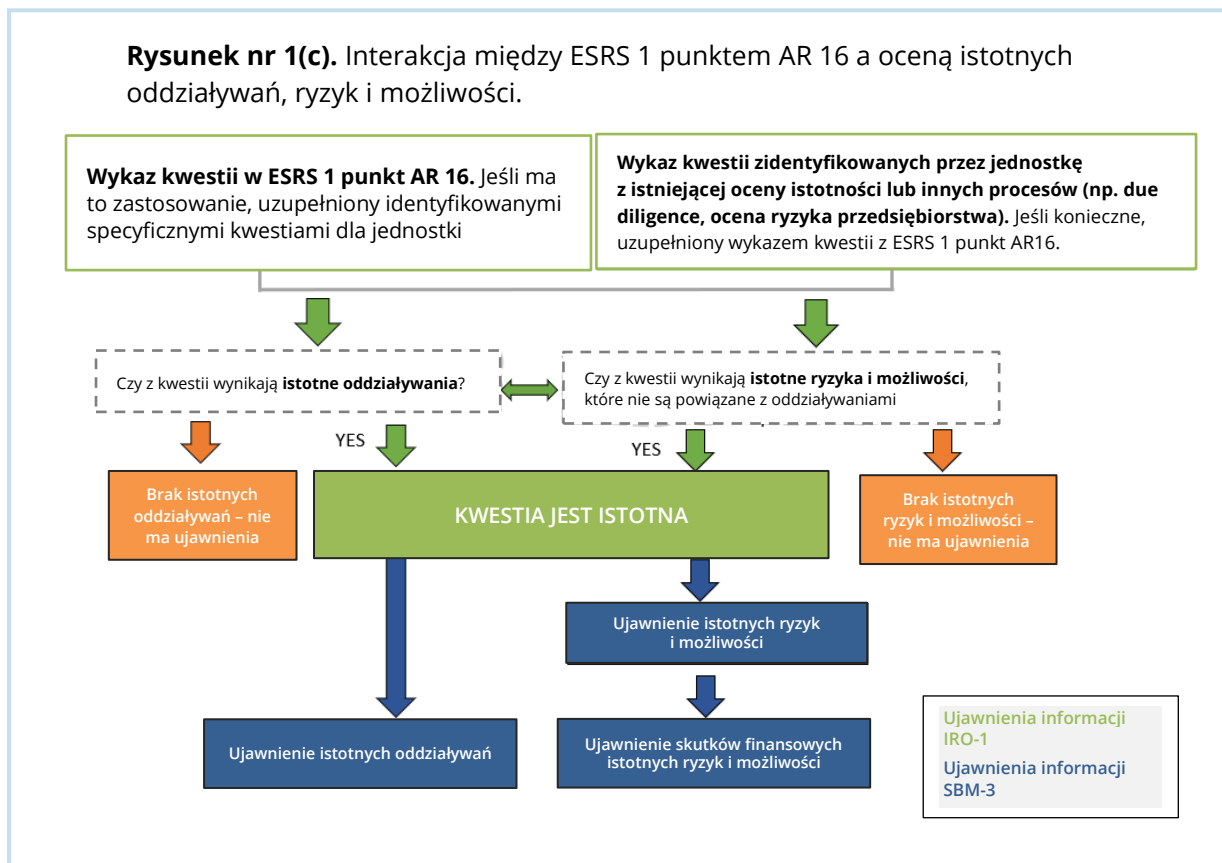 Rysunek nr 1(c). Interakcja między ESRS 1 punktem AR 16 a oceną istotnych
oddziaływań, ryzyk i możliwości.
Wykaz kwestii w ESRS 1 punkt AR 16. Jeśli ma
to zastosowanie, uzupełniony identyfikowanymi
specyficznymi kwestiami dla jednostki
Wykaz kwestii zidentyfikowanych przez jednostkę
z istniejącej oceny istotności lub innych procesów (np. due
diligence, ocena ryzyka przedsiębiorstwa). Jeśli konieczne,
uzupełniony wykazem kwestii z ESRS 1 punkt AR16.
Czy z kwestii wynikają istotne oddziaływania?
Czy z kwestii wynikają istotne ryzyka i możliwości,
które nie są powiązane z oddziaływaniami
YES
YES
Brak istotnych
oddziaływań – nie
ma ujawnienia
KWESTIA JEST ISTOTNA
Brak istotnych
ryzyk i możliwości –
nie ma ujawnienia
Ujawnienie istotnych ryzyk
i możliwości
Ujawnienie istotnych oddziaływań
Ujawnienie skutków finansowych
istotnych ryzyk i możliwości
Ujawnienia informacji
IRO-1
Ujawnienia informacji
SBM-3